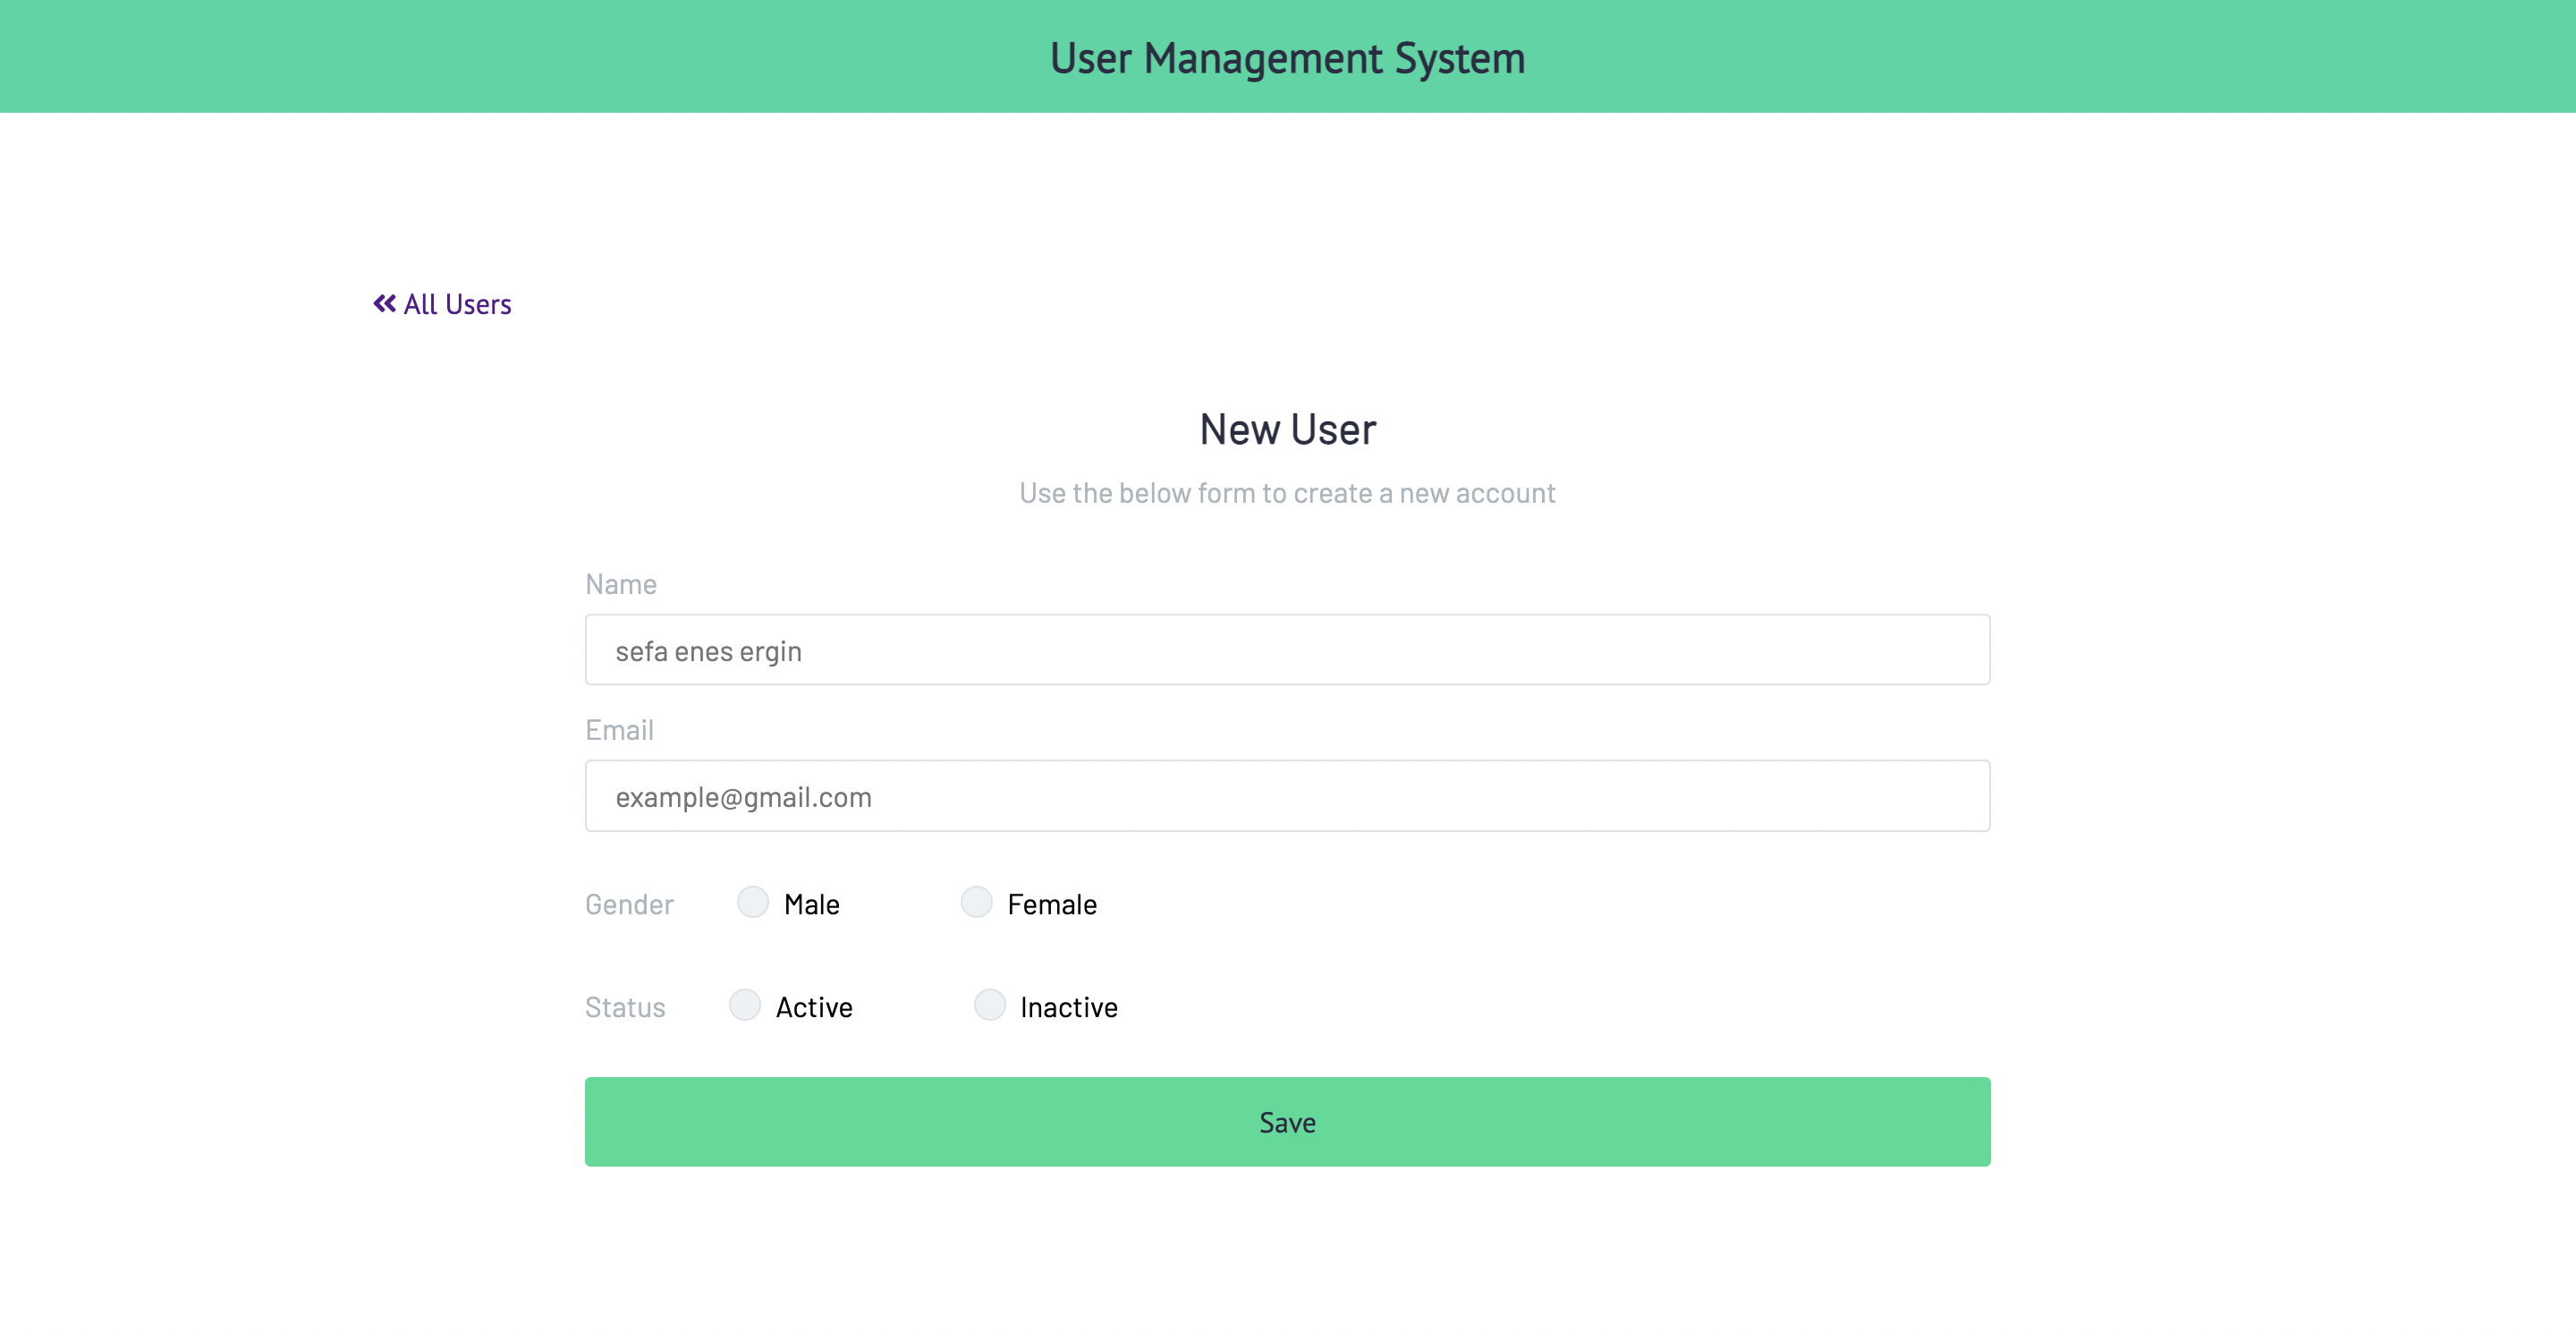 User Management System
All Users
New User
Use the below form to create a new account
Name
sefa enes ergin
Email
example@gmail.com
Gender Male Female
Status Active Inactive
Save